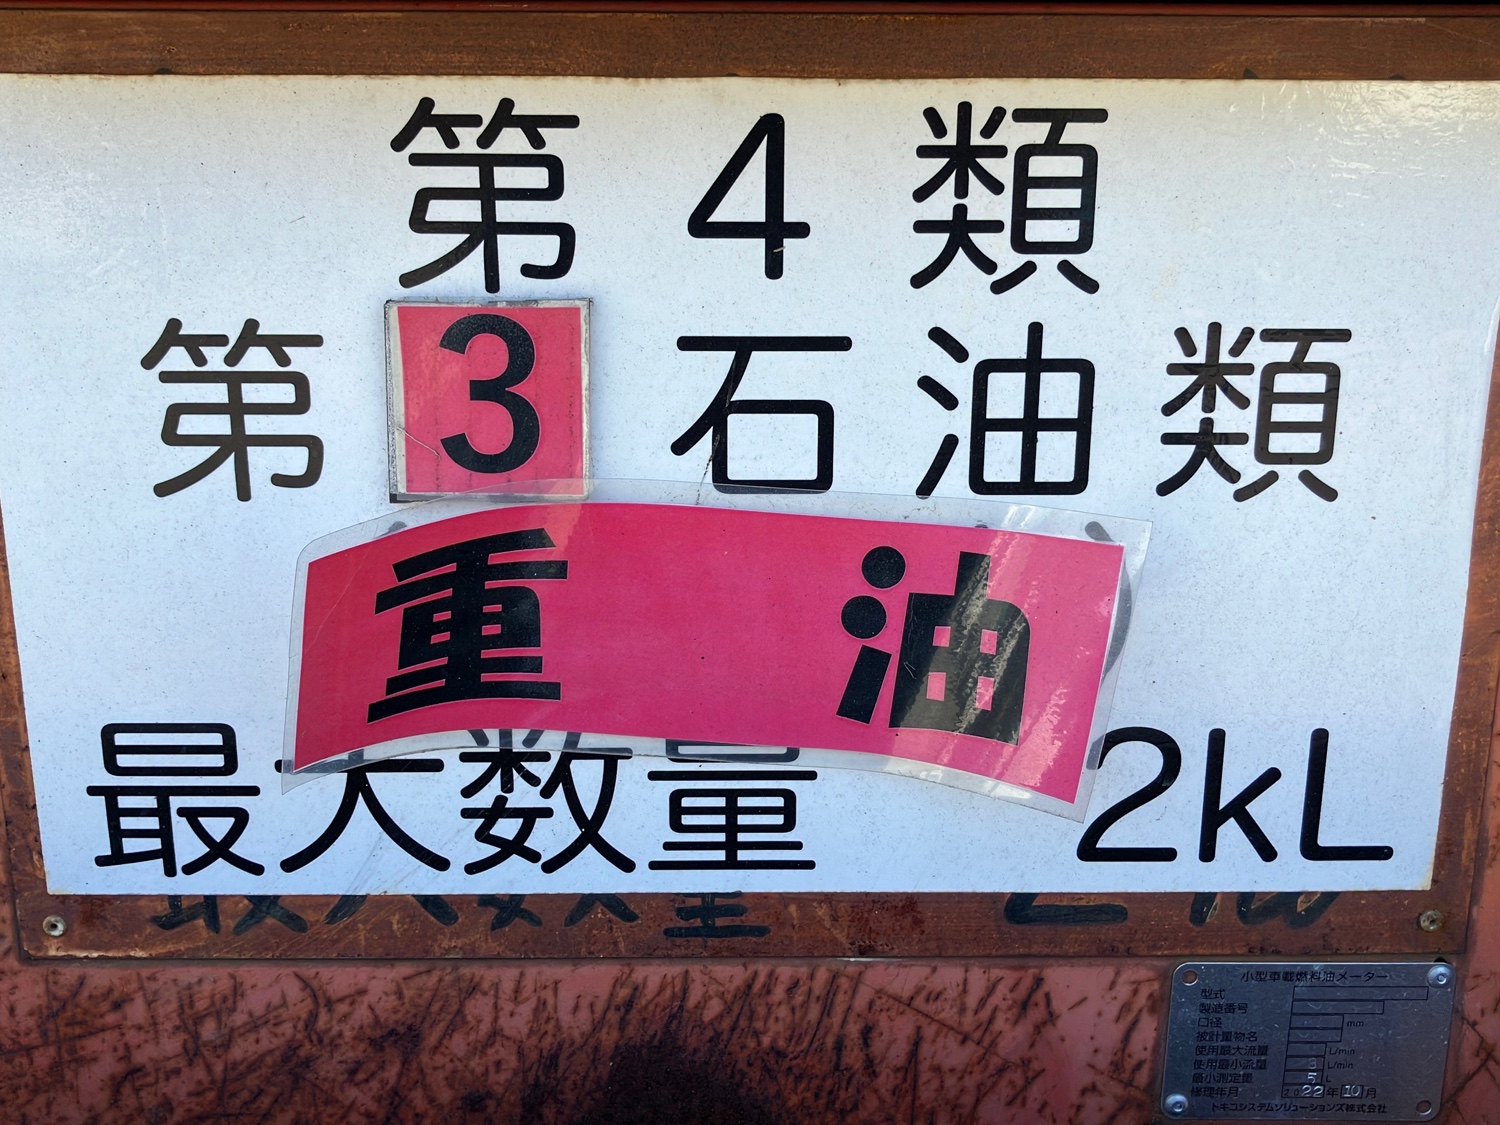 第4類
第3石油類
重油
最大数量 2kL
小型車載燃料油メーター
型式
製造番号
口径 mm
被計量物名
使用最大流量 L/min
使用最小流量 3 L/min
最小測定量 5 L
修理年月 2022年10月
トキコシステムソリューションズ株式会社